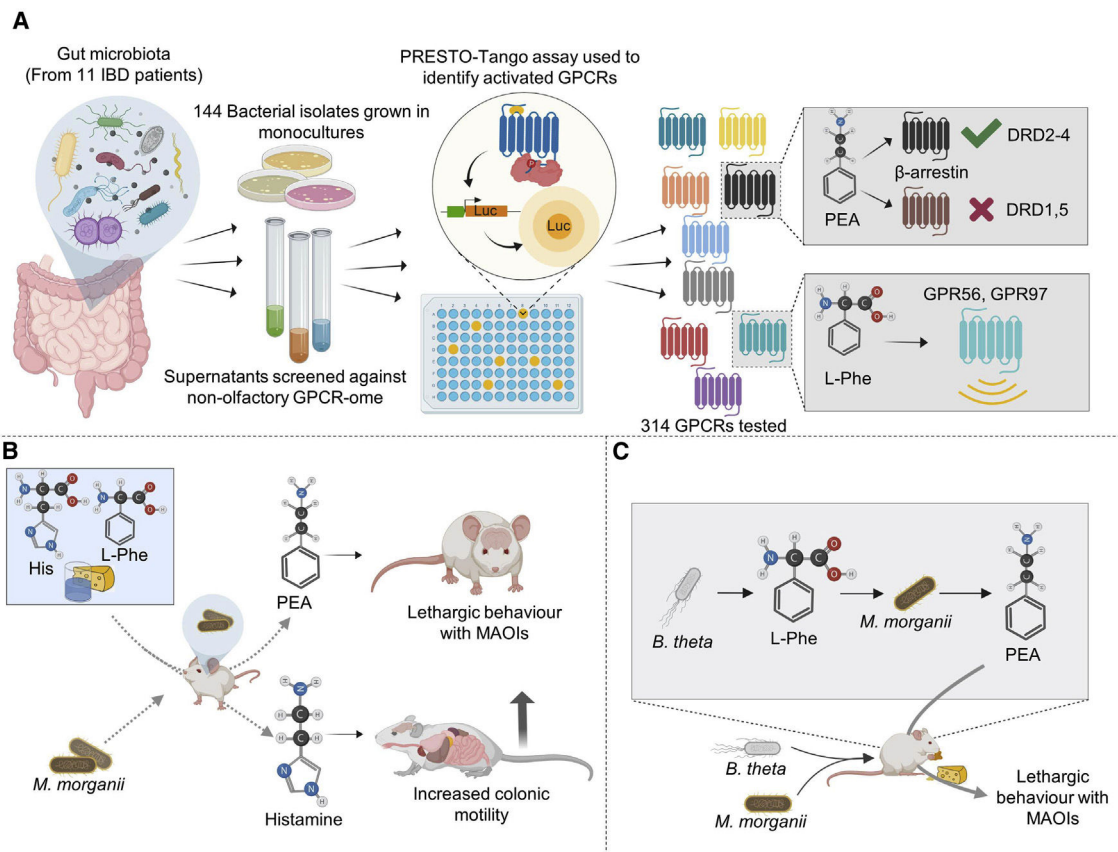 A
Gut microbiota
(From 11 IBD patients)
144 Bacterial isolates grown in
monocultures
Supernatants screened against
non-olfactory GPCR-ome
PRESTO-Tango assay used to
identify activated GPCRs
Luc
Luc
314 GPCRs tested
PEA
β-arrestin
DRD2-4
DRD1,5
L-Phe
GPR56, GPR97
B
His
L-Phe
M. morganii
PEA
Lethargic behaviour
with MAOIs
Histamine
Increased colonic
motility
C
B. theta
L-Phe
M. morganii
PEA
B. theta
M. morganii
Lethargic
behaviour with
MAOIs